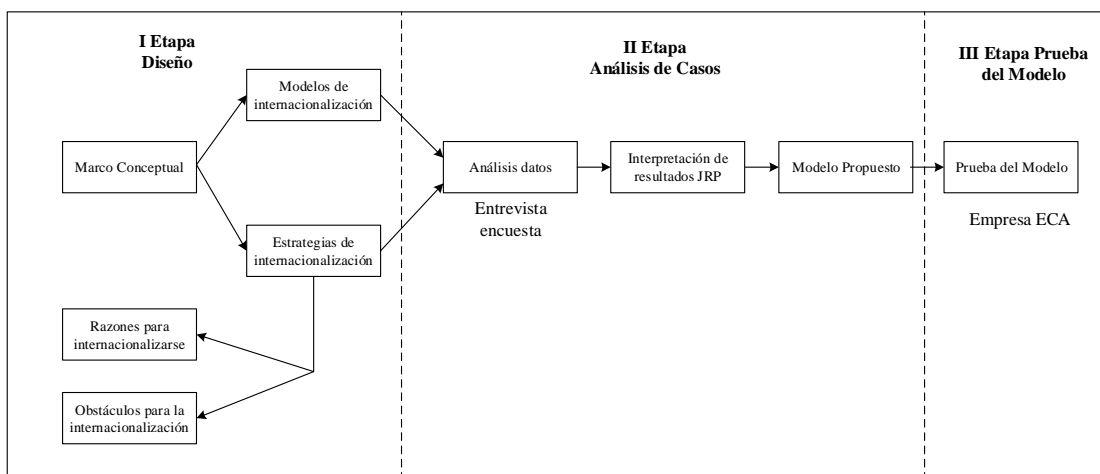 I Etapa
Diseño
II Etapa
Análisis de Casos
III Etapa Prueba
del Modelo
Modelos de
internacionalización
Marco Conceptual
Análisis datos
Interpretación de
resultados JRP
Modelo Propuesto
Prueba del Modelo
Entrevista
encuesta
Empresa ECA
Estrategias de
internacionalización
Razones para
internacionalizarse
Obstáculos para la
internacionalización